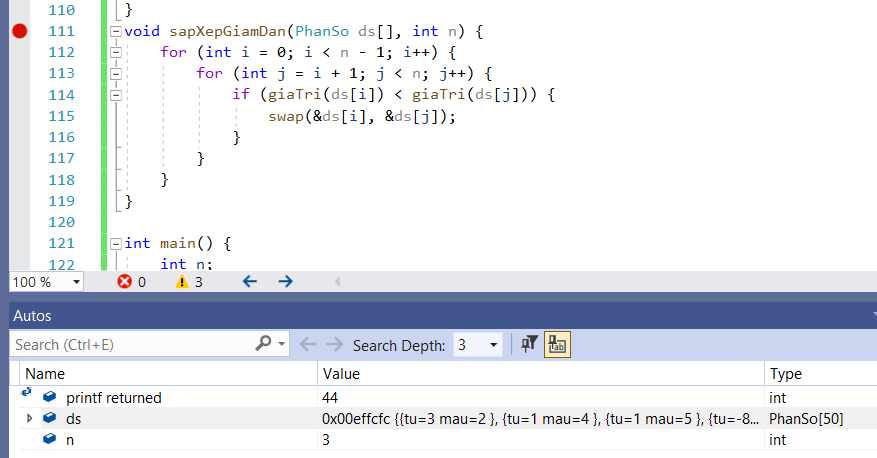 110 }
111 void sapXepGiamDan(PhanSo ds[], int n) {
112 for (int i = 0; i < n - 1; i++) {
113 for (int j = i + 1; j < n; j++) {
114 if (giaTri(ds[i]) < giaTri(ds[j])) {
115 swap(&ds[i], &ds[j]);
116 }
117 }
118 }
119 }
120
121 int main() {
122 int n;
100 % 0 3
Autos
Search (Ctrl+E) Search Depth: 3
Name Value Type
printf returned 44 int
ds 0x00effcfc {{tu=3 mau=2 }, {tu=1 mau=4 }, {tu=1 mau=5 }, {tu=-8... PhanSo[50]
n 3 int